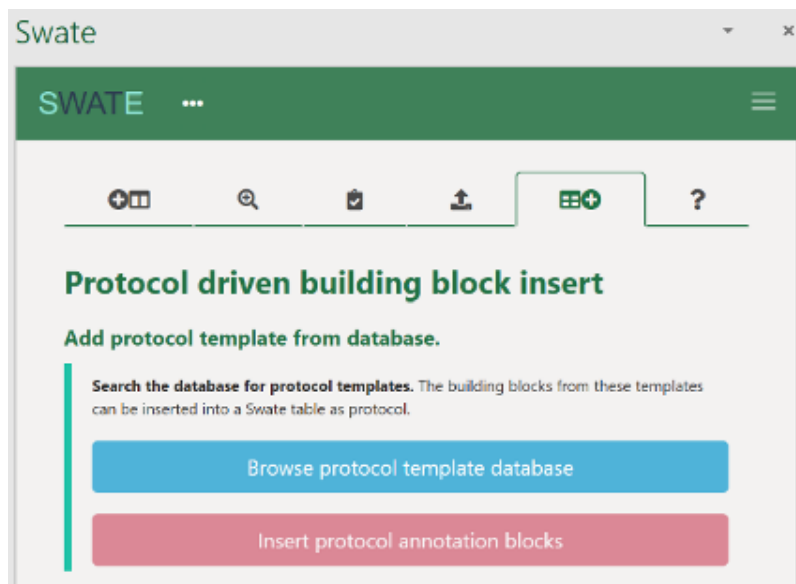 Swate
SWATE
?
Protocol driven building block insert
Add protocol template from database.
Search the database for protocol templates. The building blocks from these templates
can be inserted into a Swate table as protocol.
Browse protocol template database
Insert protocol annotation blocks